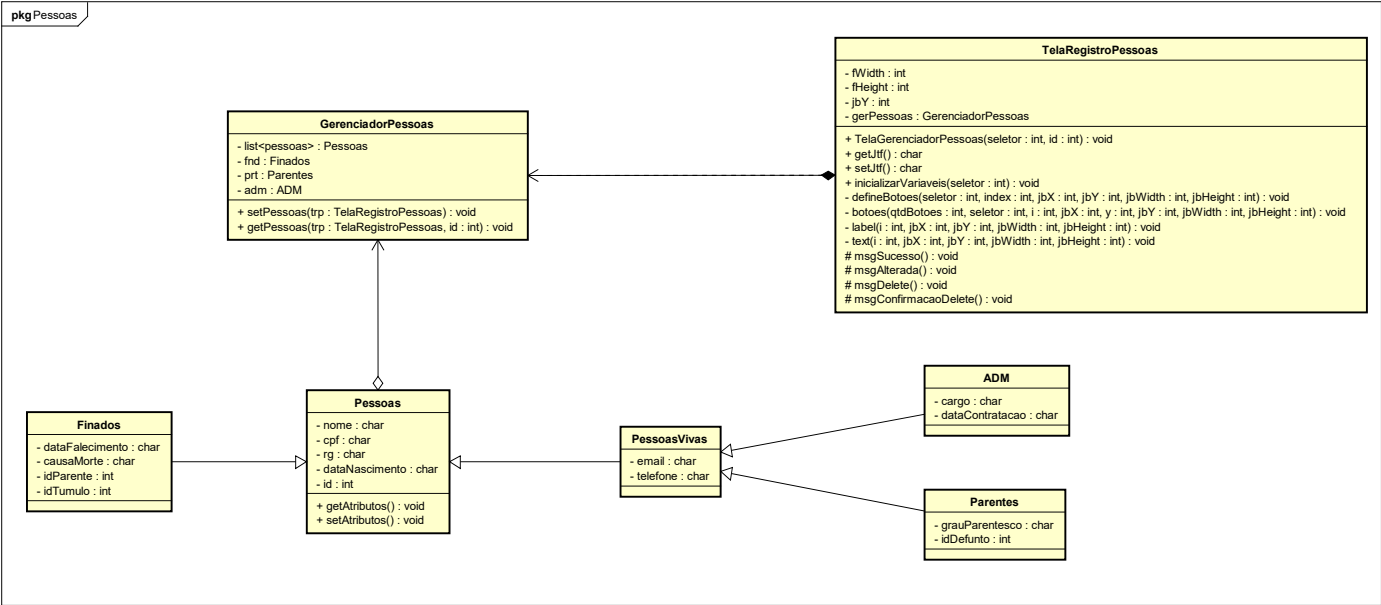 pkg Pessoas
TelaRegistroPessoas
- fWidth : int
- fHeight : int
- jbY : int
- gerPessoas : GerenciadorPessoas
+ TelaGerenciadorPessoas(seletor : int, id : int) : void
+ getJtf() : char
+ setJtf() : char
+ inicializarVariaveis(seletor : int) : void
- defineBotoes(seletor : int, index : int, jbX : int, jbY : int, jbWidth : int, jbHeight : int) : void
- botoes(qtdBotoes : int, seletor : int, i : int, jbX : int, y : int, jbY : int, jbWidth : int, jbHeight : int) : void
- label(i : int, jbX : int, jbY : int, jbWidth : int, jbHeight : int) : void
- text(i : int, jbX : int, jbY : int, jbWidth : int, jbHeight : int) : void
# msgSucesso() : void
# msgAlterada() : void
# msgDelete() : void
# msgConfirmacaoDelete() : void
GerenciadorPessoas
- list<pessoas> : Pessoas
- fnd : Finados
- prt : Parentes
- adm : ADM
+ setPessoas(trp : TelaRegistroPessoas) : void
+ getPessoas(trp : TelaRegistroPessoas, id : int) : void
Finados
- dataFalecimento : char
- causaMorte : char
- idParente : int
- idTumulo : int
Pessoas
- nome : char
- cpf : char
- rg : char
- dataNascimento : char
- id : int
+ getAtributos() : void
+ setAtributos() : void
PessoasVivas
- email : char
- telefone : char
ADM
- cargo : char
- dataContratacao : char
Parentes
- grauParentesco : char
- idDefunto : int